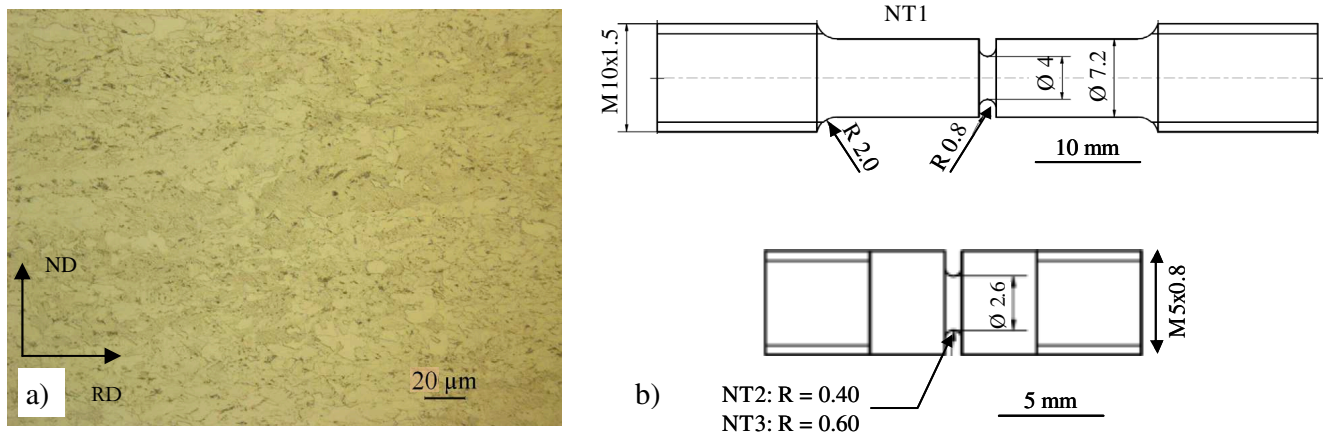 ND
RD
20 µm
a)
NT1
M10x1.5
R 2.0
R 0.8
Ø 4
Ø 7.2
10 mm
Ø 2.6
M5x0.8
b)
NT2: R = 0.40
NT3: R = 0.60
5 mm